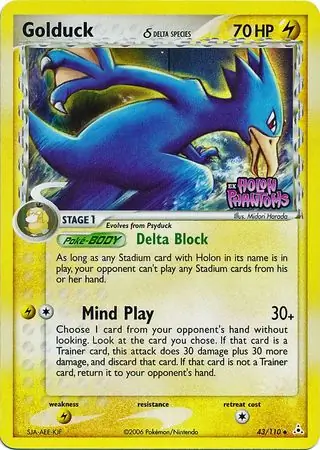 Golduck
δ DELTA SPECIES
70 HP
EX
HOLON
PHANTOMS
Illus. Midori Harada
STAGE 1
Evolves from Psyduck
Poké-BODY
Delta Block
As long as any Stadium card with Holon in its name is in
play, your opponent can't play any Stadium cards from his
or her hand.
Mind Play
30+
Choose 1 card from your opponent's hand
without looking. Look at the card you chose. If that card is a
Trainer card, this attack does 30 damage plus 30 more
damage, and discard that card. If that card is not a Trainer
card, return it to your opponent's hand.
weakness
resistance
retreat cost
SJA-AEE-KJF
©2006 Pokémon/Nintendo
43/110